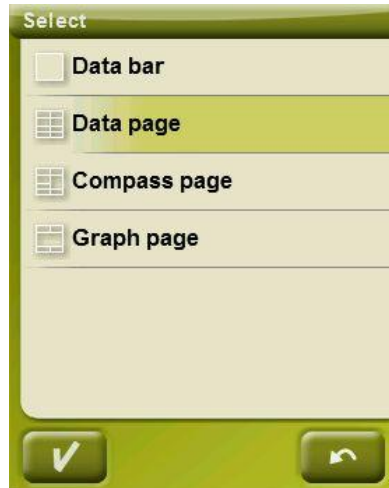 Select
Data bar
Data page
Compass page
Graph page